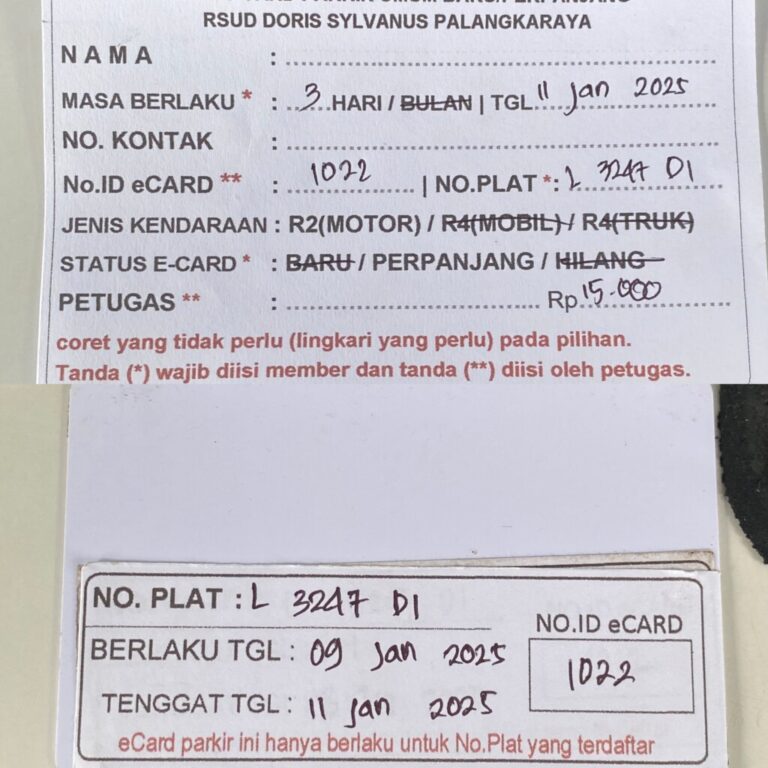 RSUD DORIS SYLVANUS PALANGKARAYA
NAMA :
MASA BERLAKU * : 3 HARI / BULAN | TGL 11 Jan 2025
NO. KONTAK :
No.ID eCARD ** : 1022 | NO.PLAT *: L 3247 DI
JENIS KENDARAAN : R2(MOTOR) / R4(MOBIL) / R4(TRUK)
STATUS E-CARD * : BARU / PERPANJANG / HILANG
PETUGAS ** : Rp 15.000
coret yang tidak perlu (lingkari yang perlu) pada pilihan.
Tanda (*) wajib diisi member dan tanda (**) diisi oleh petugas.
NO. PLAT : L 3247 DI
NO.ID eCARD
BERLAKU TGL : 09 Jan 2025
1022
TENGGAT TGL : 11 Jan 2025
eCard parkir ini hanya berlaku untuk No.Plat yang terdaftar